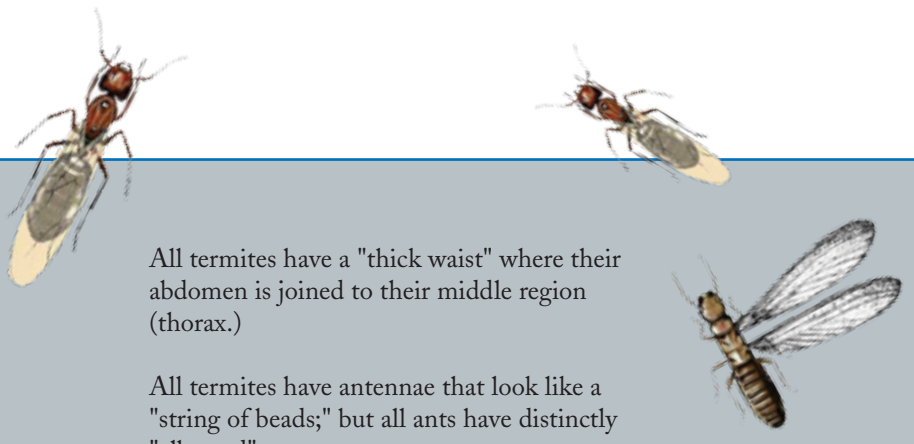 All termites have a "thick waist" where their
abdomen is joined to their middle region
(thorax.)
All termites have antennae that look like a
"string of beads;" but all ants have distinctly